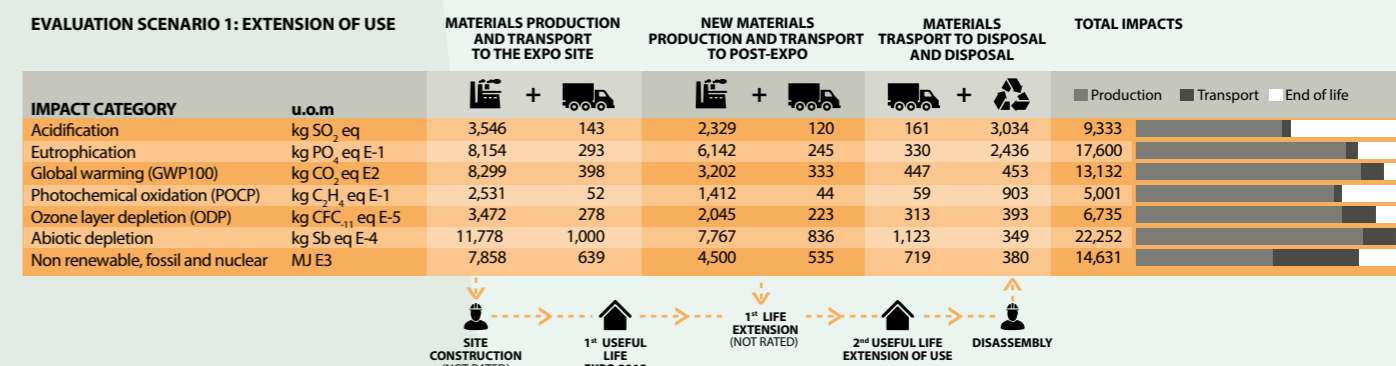 EVALUATION SCENARIO 1: EXTENSION OF USE
MATERIALS PRODUCTION
AND TRANSPORT
TO THE EXPO SITE
NEW MATERIALS
PRODUCTION AND TRANSPORT
TO POST-EXPO
MATERIALS
TRASPORT TO DISPOSAL
AND DISPOSAL
TOTAL IMPACTS
IMPACT CATEGORY u.o.m + + + Production Transport End of life
Acidification kg SO2 eq 3,546 143 2,329 120 161 3,034 9,333
Eutrophication kg PO4 eq E-1 8,154 293 6,142 245 330 2,436 17,600
Global warming (GWP100) kg CO2 eq E2 8,299 398 3,202 333 447 453 13,132
Photochemical oxidation (POCP) kg C2H4 eq E-1 2,531 52 1,412 44 59 903 5,001
Ozone layer depletion (ODP) kg CFC-11 eq E-5 3,472 278 2,045 223 313 393 6,735
Abiotic depletion kg Sb eq E-4 11,778 1,000 7,767 836 1,123 349 22,252
Non renewable, fossil and nuclear MJ E3 7,858 639 4,500 535 719 380 14,631
SITE
CONSTRUCTION
(NOT RATED)
1st USEFUL
LIFE
EXPO 2015
1st LIFE
EXTENSION
(NOT RATED)
2nd USEFUL LIFE
EXTENSION OF USE
DISASSEMBLY